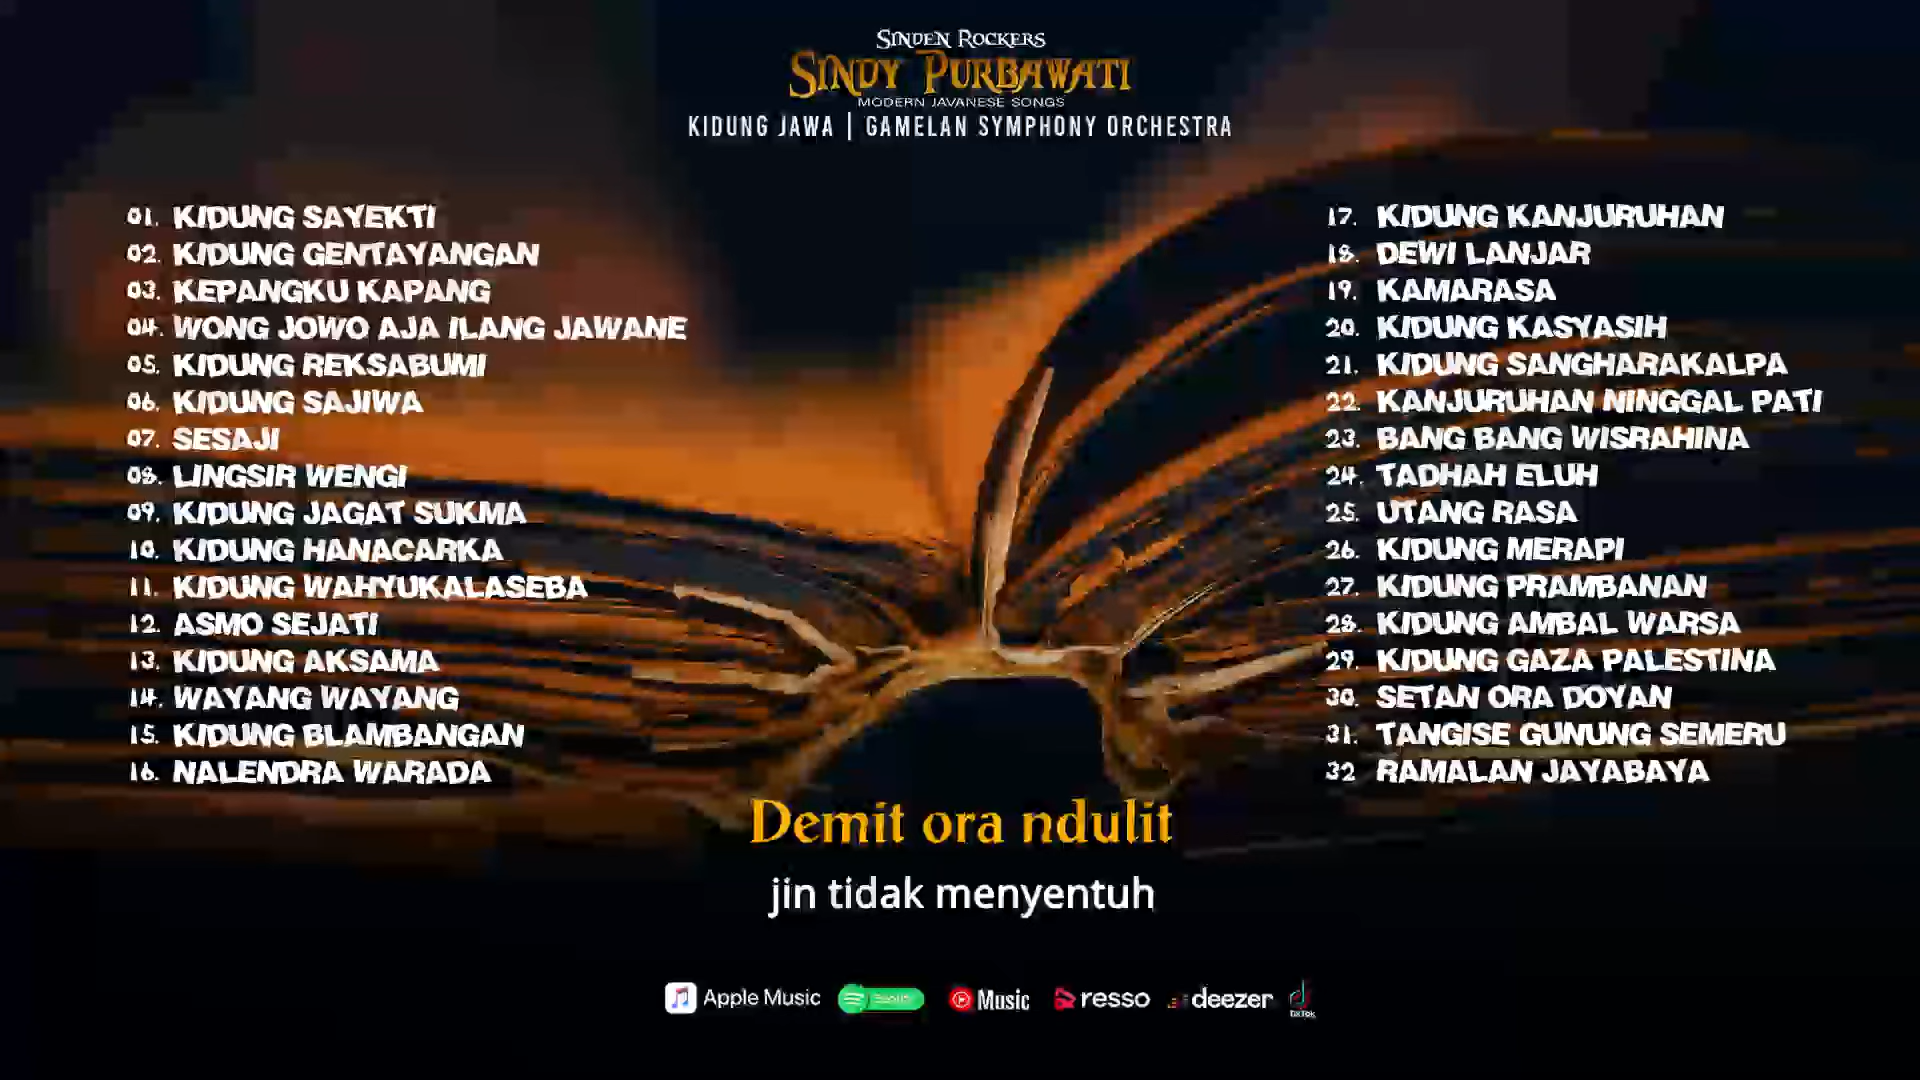 SINDEN ROCKERS
SINDY PURBAWATI
MODERN JAVANESE SONGS
KIDUNG JAWA | GAMELAN SYMPHONY ORCHESTRA
01. KIDUNG SAYEKTI
02. KIDUNG GENTAYANGAN
03. KEPANGKU KAPANG
04. WONG JOWO AJA ILANG JAWANE
05. KIDUNG REKSABUMI
06. KIDUNG SAJIWA
07. SESAJI
08. LINGSIR WENGI
09. KIDUNG JAGAT SUKMA
10. KIDUNG HANACARKA
11. KIDUNG WAHYUKALASEBA
12. ASMO SEJATI
13. KIDUNG AKSAMA
14. WAYANG WAYANG
15. KIDUNG BLAMBANGAN
16. NALENDRA WARADA
17. KIDUNG KANJURUHAN
18. DEWI LANJAR
19. KAMARASA
20. KIDUNG KASYASIH
21. KIDUNG SANGHARAKALPA
22. KANJURUHAN NINGGAL PATI
23. BANG BANG WISRAHINA
24. TADHAH ELUH
25. UTANG RASA
26. KIDUNG MERAPI
27. KIDUNG PRAMBANAN
28. KIDUNG AMBAL WARSA
29. KIDUNG GAZA PALESTINA
30. SETAN ORA DOYAN
31. TANGISE GUNUNG SEMERU
32 RAMALAN JAYABAYA
Demit ora ndulit
jin tidak menyentuh
Apple Music
Music
resso
deezer
TikTok